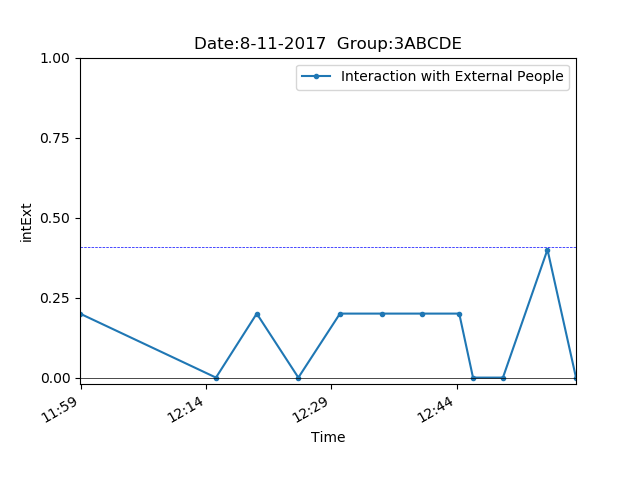 Date:8-11-2017  Group:3ABCDE
Interaction with External People
1.00
0.75
0.50
0.25
0.00
intExt
11:59
12:14
12:29
12:44
Time